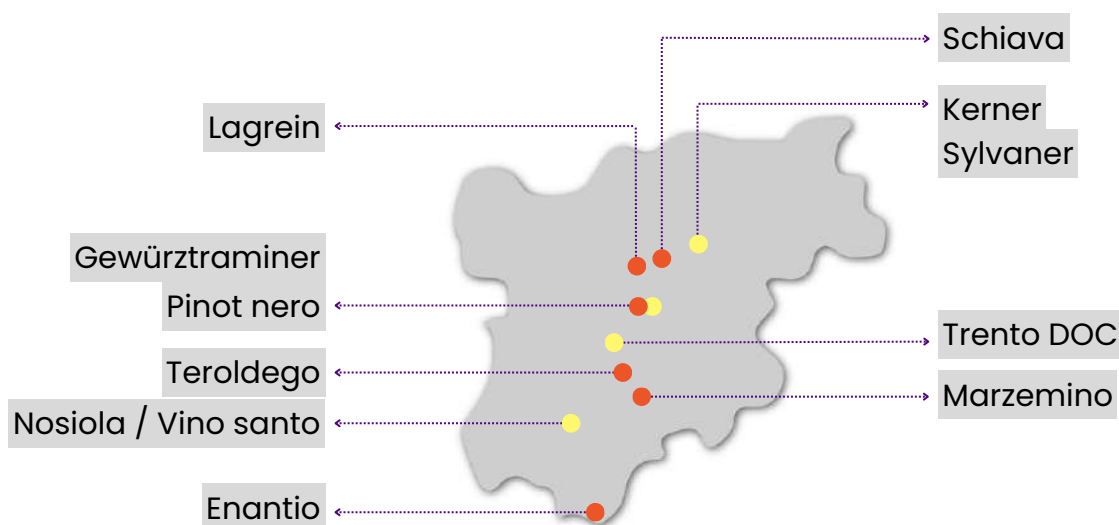 Schiava
Kerner
Sylvaner
Lagrein
Gewürztraminer
Pinot nero
Trento DOC
Teroldego
Marzemino
Nosiola / Vino santo
Enantio